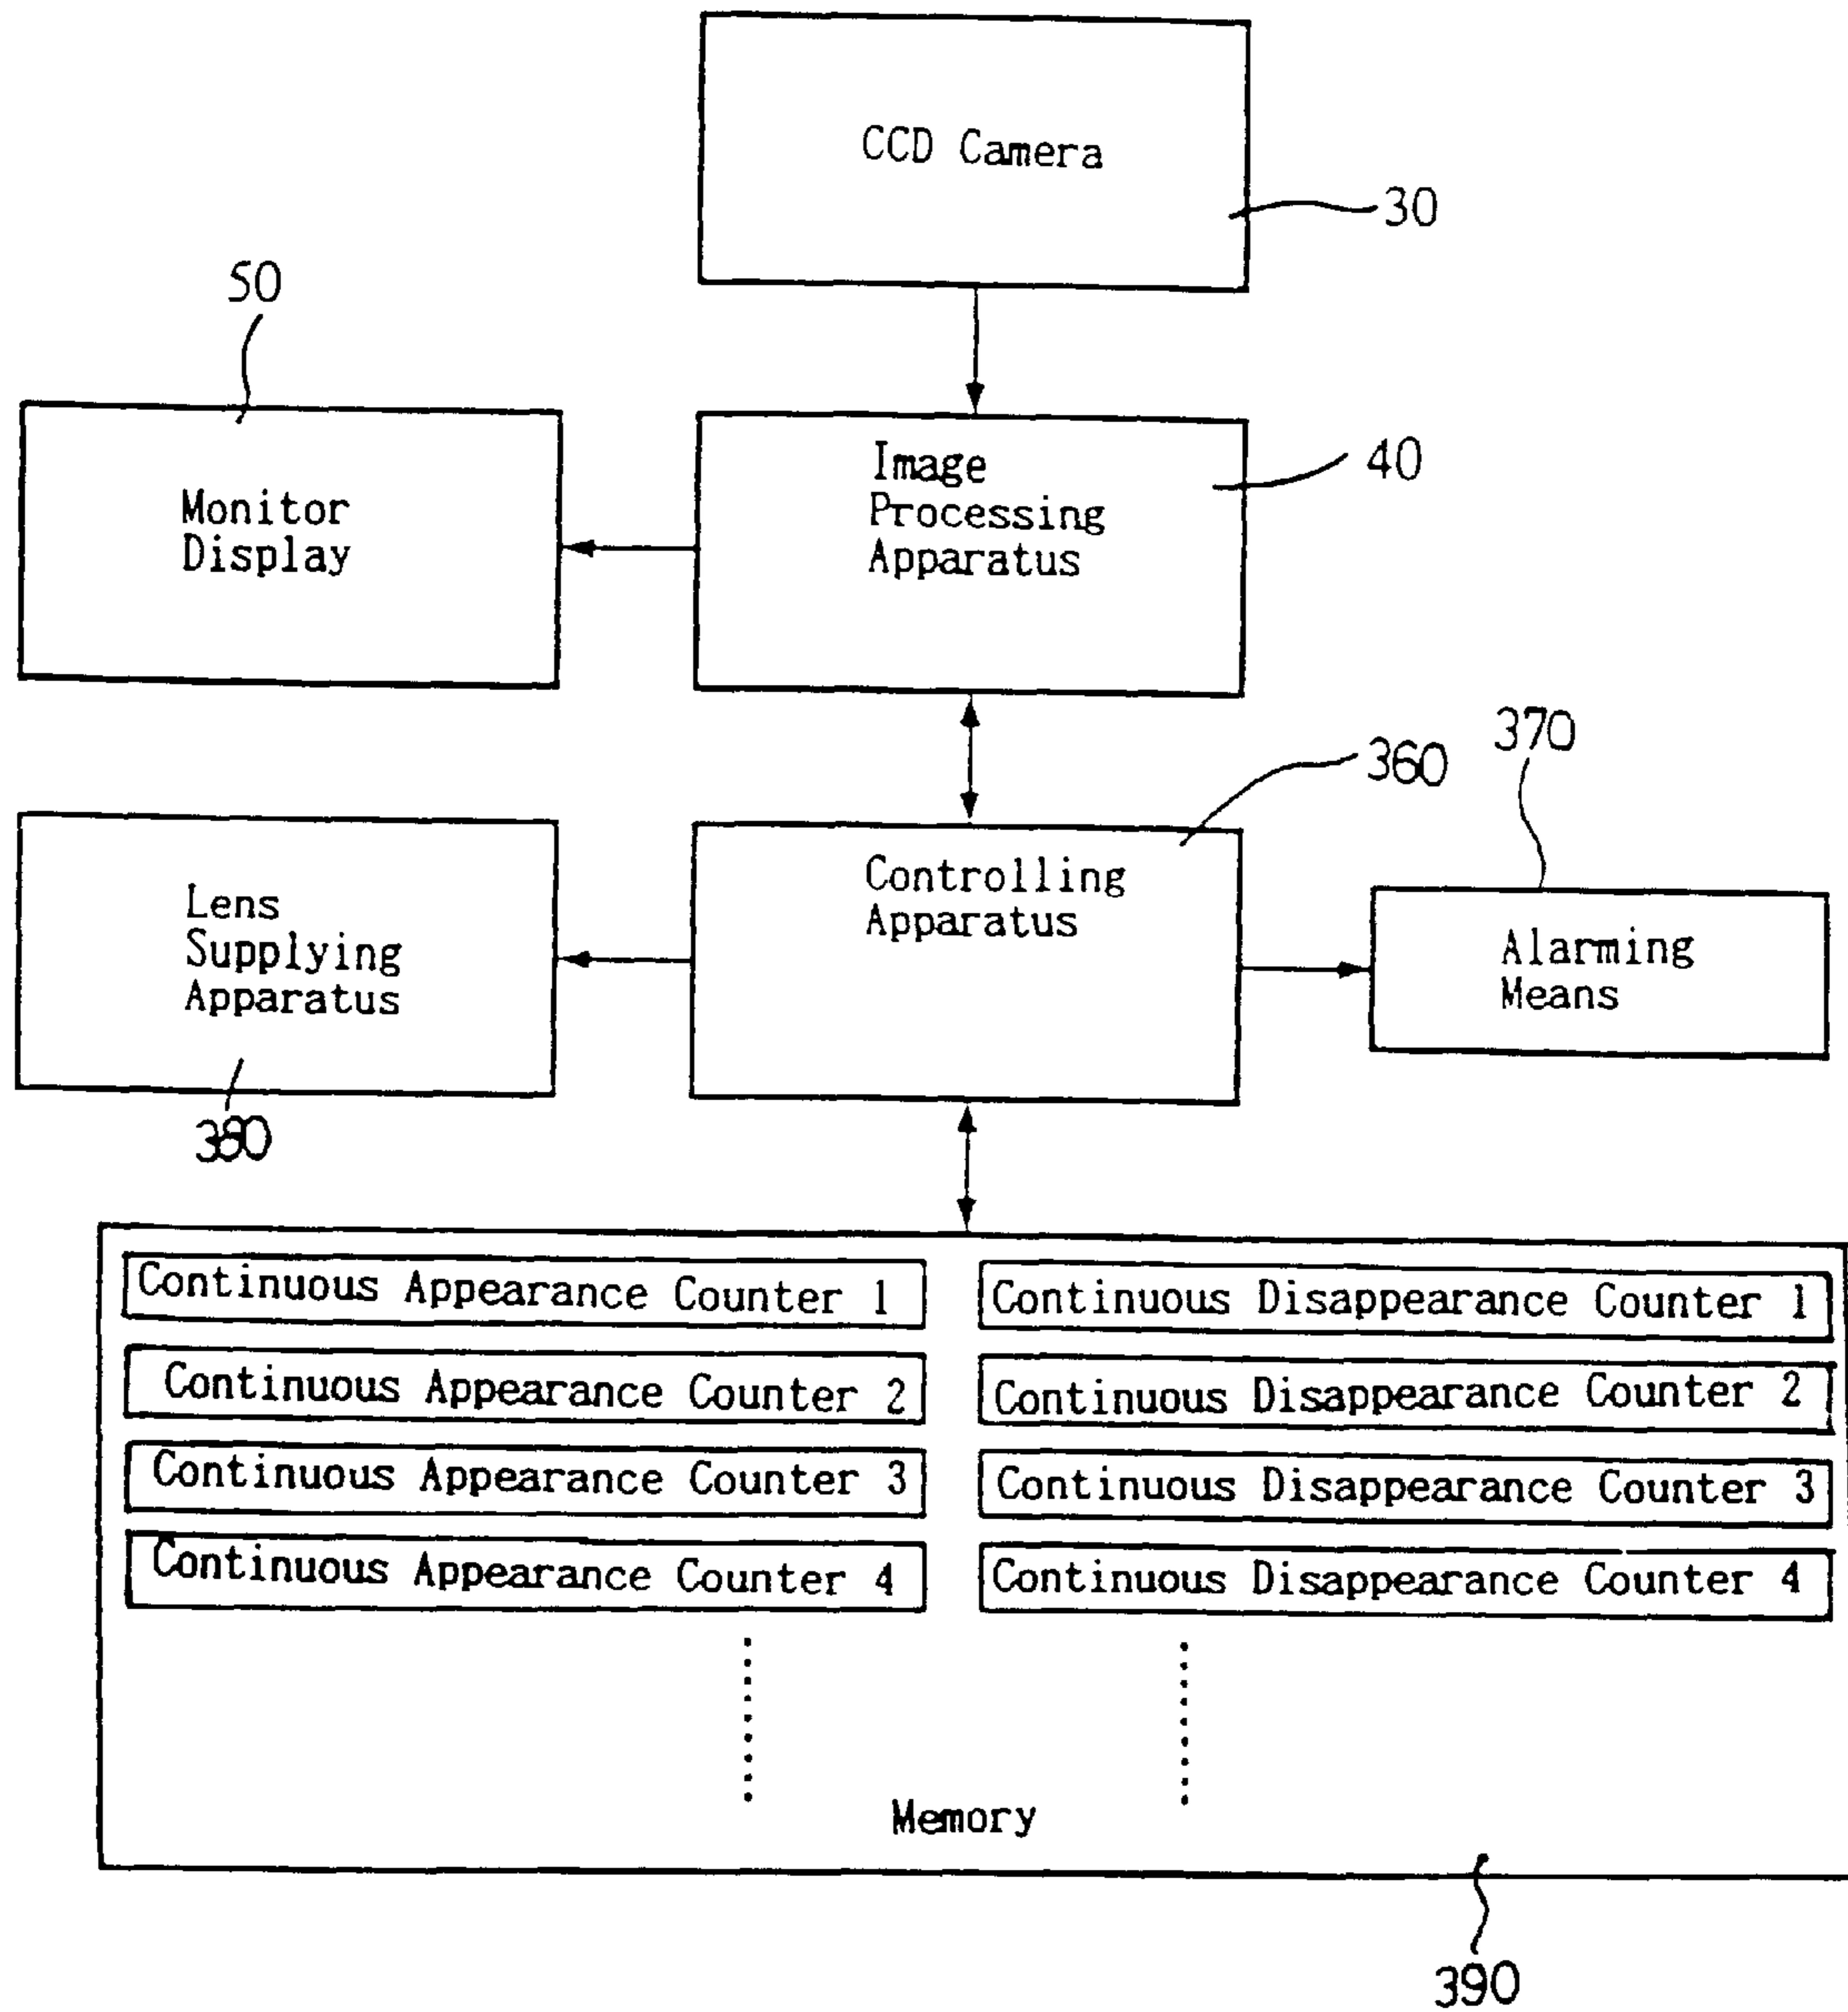 CCD Camera
30
50
Monitor
Display
Image
Processing
Apparatus
40
360
370
Lens
Supplying
Apparatus
380
Controlling
Apparatus
Alarming
Means
Continuous Appearance Counter 1
Continuous Disappearance Counter 1
Continuous Appearance Counter 2
Continuous Disappearance Counter 2
Continuous Appearance Counter 3
Continuous Disappearance Counter 3
Continuous Appearance Counter 4
Continuous Disappearance Counter 4
Memory
390